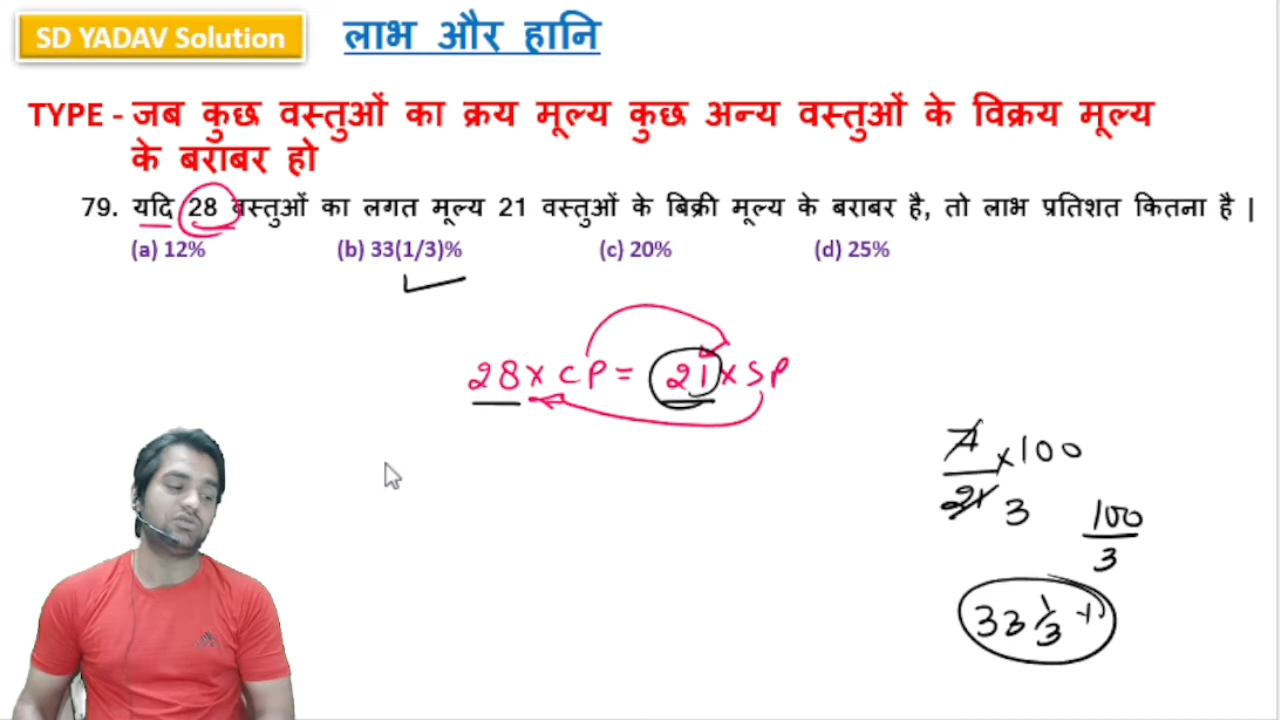 SD YADAV Solution
लाभ और हानि
TYPE - जब कुछ वस्तुओं का क्रय मूल्य कुछ अन्य वस्तुओं के विक्रय मूल्य
के बराबर हो
79. यदि 28 बस्तुओं का लगत मूल्य 21 वस्तुओं के बिक्री मूल्य के बराबर है, तो लाभ प्रतिशत कितना है |
(a) 12% (b) 33(1/3)% (c) 20% (d) 25%
28 x CP = 21 x SP
7 x 100
21 3
100
3
33 1/3 %